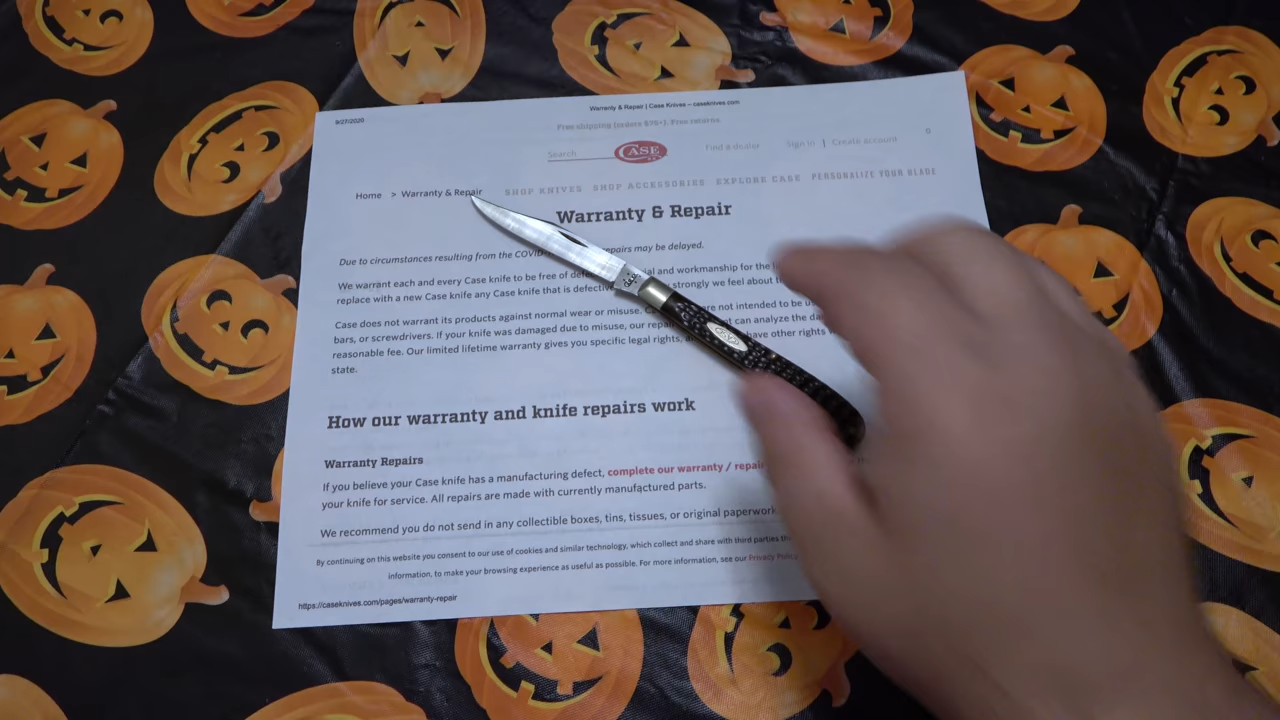 9/27/2020
Warranty & Repair | Case Knives – caseknives.com
Free shipping (orders $75+). Free returns
Search
CASE
Find a dealer
Sign in | Create account
0
Home > Warranty & Repair
SHOP KNIVES SHOP ACCESSORIES EXPLORE CASE PERSONALIZE YOUR BLADE
Warranty & Repair
Due to circumstances resulting from the COVID repairs may be delayed.
We warrant each and every Case knife to be free of and workmanship for the
replace with a new Case knife any Case knife that is strongly we feel about
Case does not warrant its products against normal wear or misuse. are not intended to be
bars, or screwdrivers. If your knife was damaged due to misuse, our can analyze the
reasonable fee. Our limited lifetime warranty gives you specific legal rights, have other rights
state.
How our warranty and knife repairs work
Warranty Repairs
If you believe your Case knife has a manufacturing defect, complete our warranty / repair
your knife for service. All repairs are made with currently manufactured parts.
We recommend you do not send in any collectible boxes, tins, tissues, or original paperwork
By continuing on this website you consent to our use of cookies and similar technology, which collect and share with third parties
information, to make your browsing experience as useful as possible. For more information, see our Privacy Policy
https://caseknives.com/pages/warranty-repair